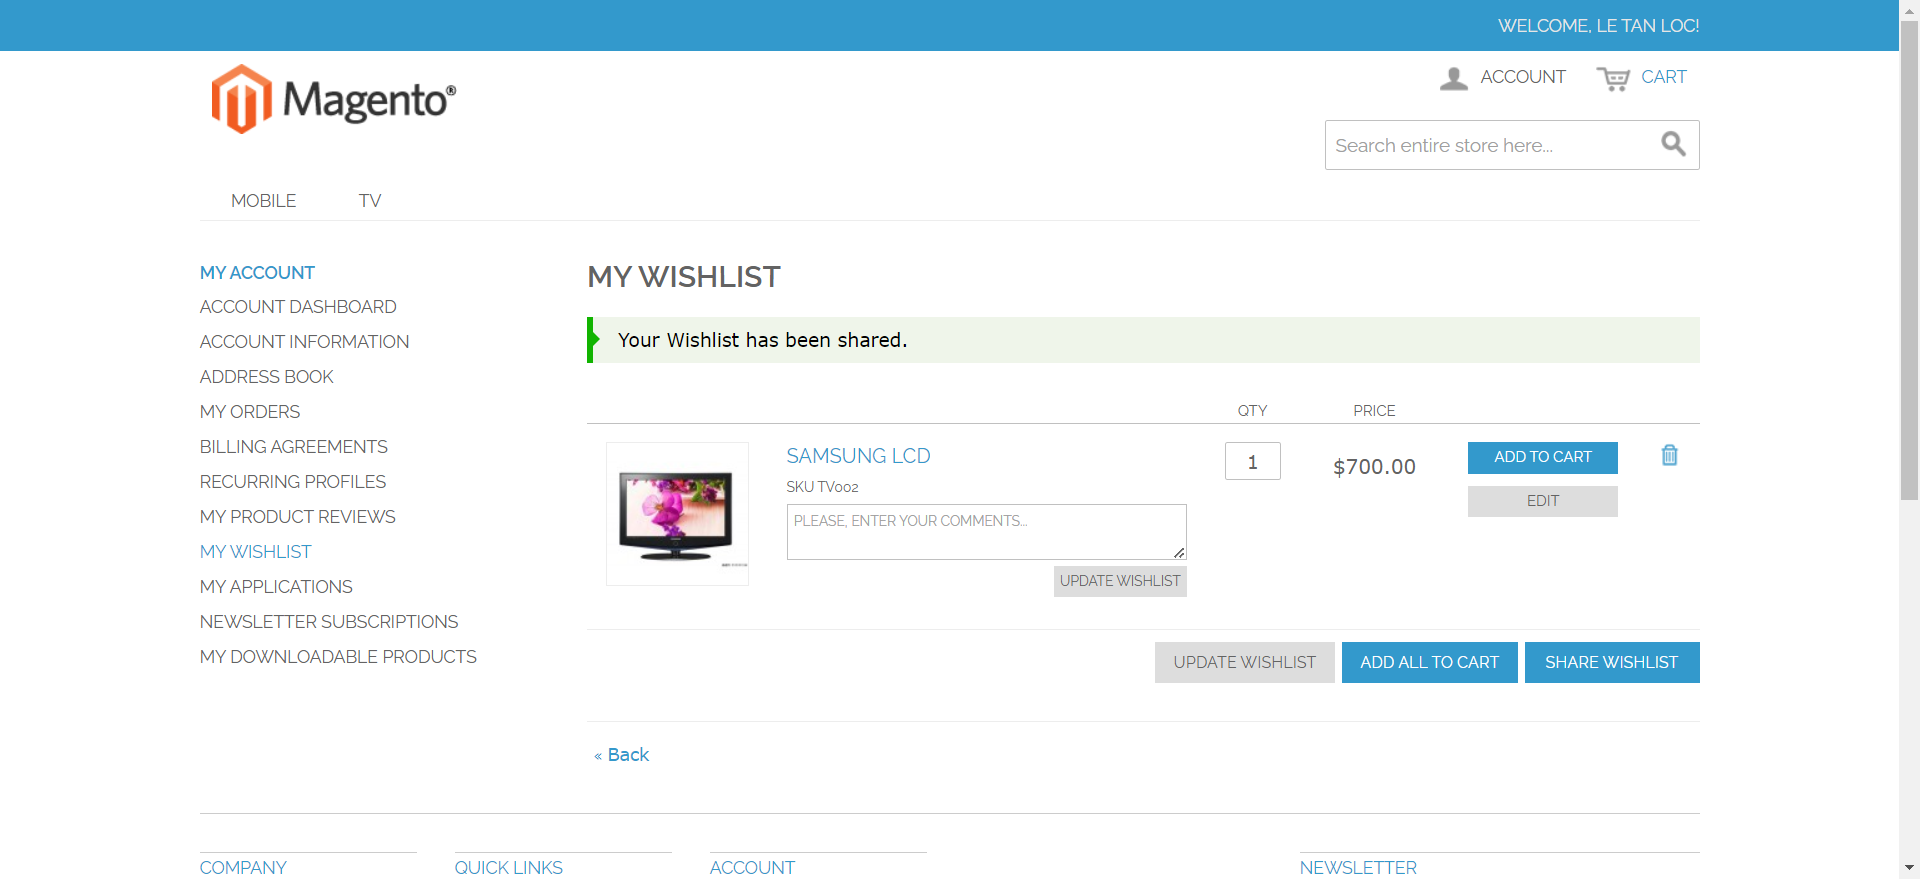 WELCOME, LE TAN LOC!
Magento®
ACCOUNT
CART
Search entire store here...
MOBILE
TV
MY ACCOUNT
ACCOUNT DASHBOARD
ACCOUNT INFORMATION
ADDRESS BOOK
MY ORDERS
BILLING AGREEMENTS
RECURRING PROFILES
MY PRODUCT REVIEWS
MY WISHLIST
MY APPLICATIONS
NEWSLETTER SUBSCRIPTIONS
MY DOWNLOADABLE PRODUCTS
MY WISHLIST
Your Wishlist has been shared.
QTY PRICE
SAMSUNG LCD
SKU TV002
PLEASE, ENTER YOUR COMMENTS...
UPDATE WISHLIST
1
$700.00
ADD TO CART
EDIT
UPDATE WISHLIST ADD ALL TO CART SHARE WISHLIST
« Back
COMPANY QUICK LINKS ACCOUNT NEWSLETTER